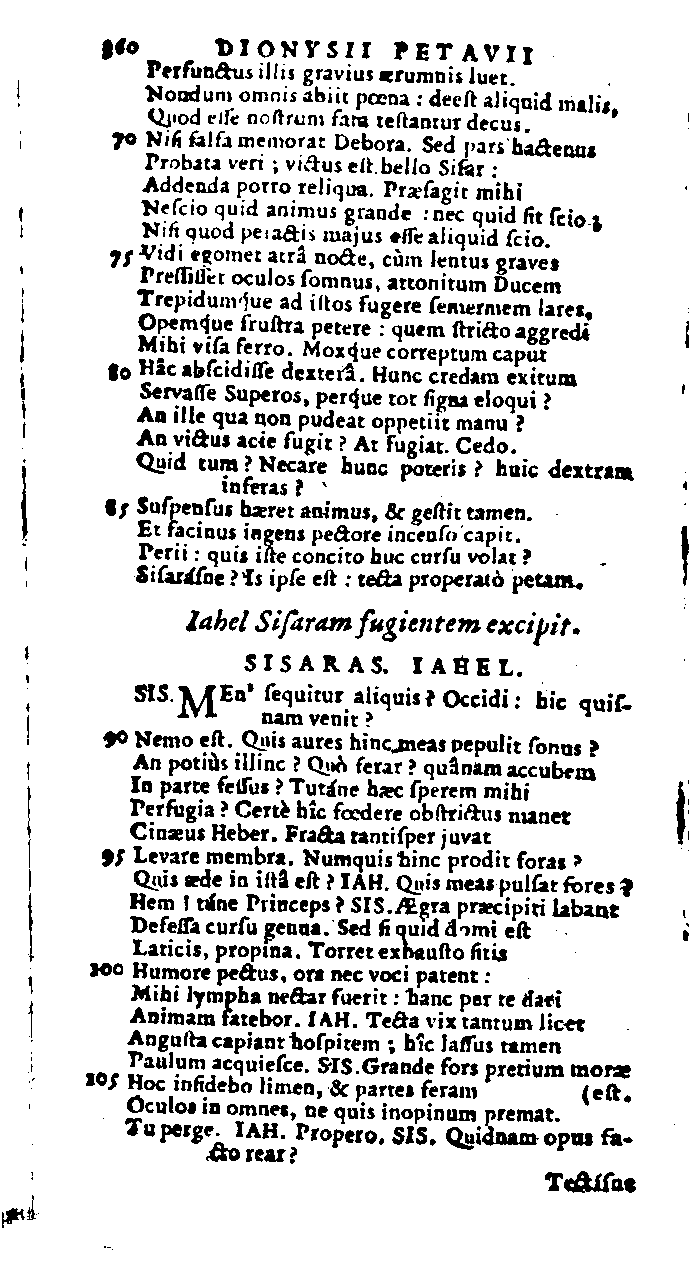 360 DIONYSII PETAVII
Perfunctus illis gravius ærumnis luet.
Nondum omnis abiit pœna : deeſt aliquid malis,
Quod eſſe noſtrum fata teſtantur decus.
70 Niſi falſa memorat Debora. Sed pars hactenus
Probata veri ; victus eſt bello Siſar :
Addenda porro reliqua. Præſagit mihi
Neſcio quid animus grande : nec quid ſit ſcio ;
Niſi quod peractis majus eſſe aliquid ſcio.
75 Vidi egomet atrâ nocte, cùm lentus graves
Preſſiſſet oculos ſomnus, attonitum Ducem
Trepidumq́ue ad iſtos fugere ſemermem lares,
Opemq́ue fruſtra petere : quem ſtricto aggredi
Mihi viſa ferro. Moxq́ue correptum caput
80 Hâc abſcidiſſe dexterâ. Hunc credam exitum
Servaſſe Superos, perq́ue tot ſigna eloqui ?
An ille qua non pudeat oppetiit manu ?
An victus acie fugit ? At fugiat. Cedo.
Quid tum ? Necare hunc poteris ? huic dextram
inferas ?
85 Suſpenſus hæret animus, & geſtit tamen.
Et facinus ingens pectore incenſo capit.
Perii : quis iſte concito huc curſu volat ?
Siſaráſne ? Is ipſe eſt : tecta properatò petam.
Iahel Siſaram fugientem excipit.
SISARAS. IAHEL.
SIS. MEn' ſequitur aliquis ? Occidi : hic quiſ-
nam venit ?
90 Nemo eſt. Quis aures hinc meas pepulit ſonus ?
An potiùs illinc ? Quò ferar ? quânam accubem
In parte feſſus ? Tutáne hæc ſperem mihi
Perfugia ? Certè hîc fœdere obſtrictus manet
Cinæus Heber. Fracta tantiſper juvat
95 Levare membra. Numquis hinc prodit foras ?
Quis æde in iſtâ eſt ? IAH. Quis meas pulſat fores ?
Hem ! túne Princeps ? SIS. Ægra præcipiti labant
Defeſſa curſu genua. Sed ſi quid domi eſt
Laticis, propina. Torret exhauſto ſitis
100 Humore pectus, ora nec voci patent :
Mihi lympha nectar fuerit : hanc per te dari
Animam fatebor. IAH. Tecta vix tantum licet
Anguſta capiant hoſpitem ; hîc laſſus tamen
Paulum acquieſce. SIS. Grande fors pretium moræ
105 Hoc inſidebo limen, & partes feram (eſt.
Oculos in omnes, ne quis inopinum premat.
Tu perge. IAH. Propero. SIS. Quidnam opus fa-
cto rear ?
Tectíſne